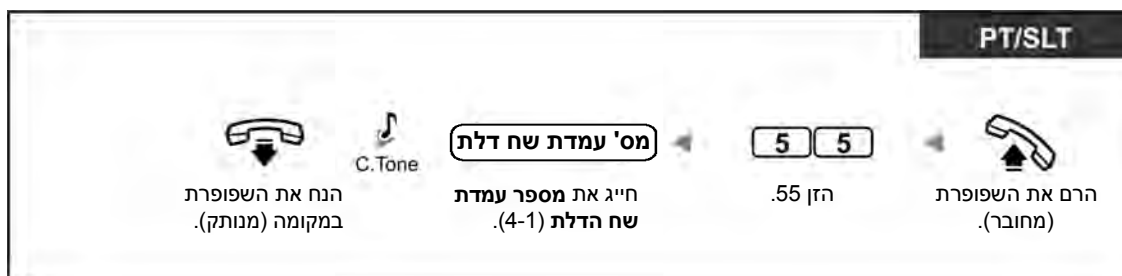 PT/SLT
5 5
מס' עמדת שח דלת
C.Tone
הרם את השפופרת
(מחובר).
הזן 55.
חייג את מספר עמדת
שח הדלת (4-1).
הנח את השפופרת
במקומה (מנותק).